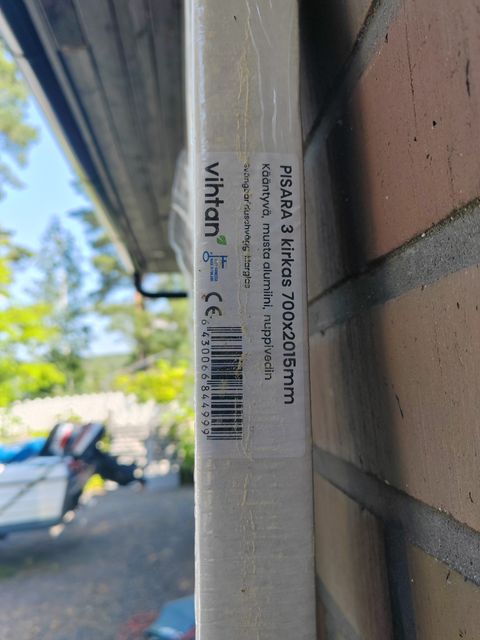 PISARA 3 kirkas 700x2015mm
Kääntyvä, musta alumiini, nuppivedin
vihtan
CE
6 430066 844999